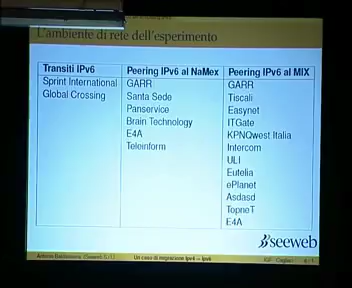 L'ambiente di rete dell'esperimento
Transiti IPv6 Peering IPv6 al NaMex Peering IPv6 al MIX
Sprint International GARR GARR
Global Crossing Santa Sede Tiscali
Panservice Easynet
Brain Technology ITGate
E4A KPNQwest Italia
Teleinform Intercom
ULI
Eutelia
ePlanet
Asdasd
TopneT
E4A
seeweb
Un caso di migrazione Ipv4 → Ipv6